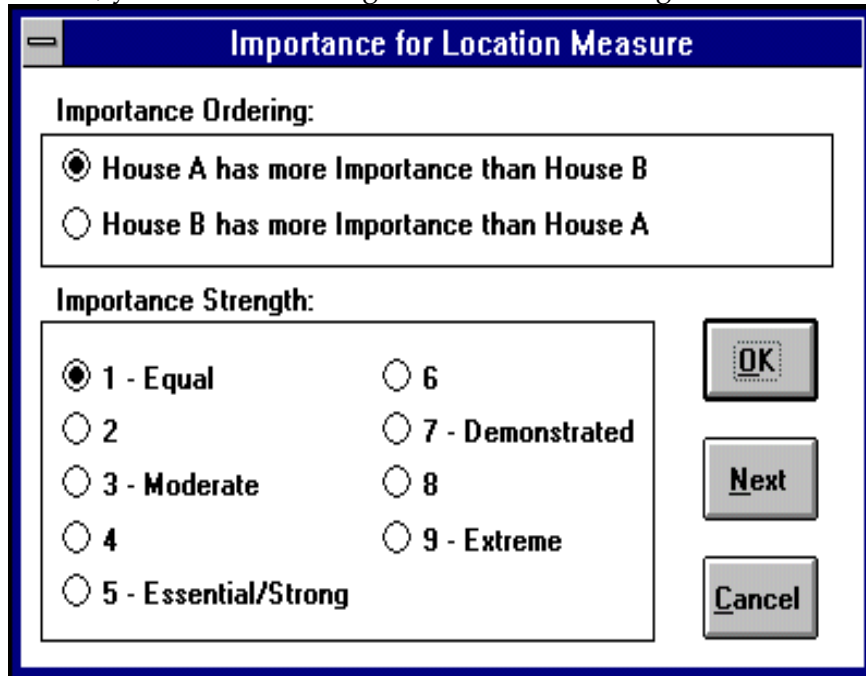 Importance for Location Measure
Importance Ordering:
House A has more Importance than House B
House B has more Importance than House A
Importance Strength:
1 - Equal
2
3 - Moderate
4
5 - Essential/Strong
6
7 - Demonstrated
8
9 - Extreme
OK
Next
Cancel